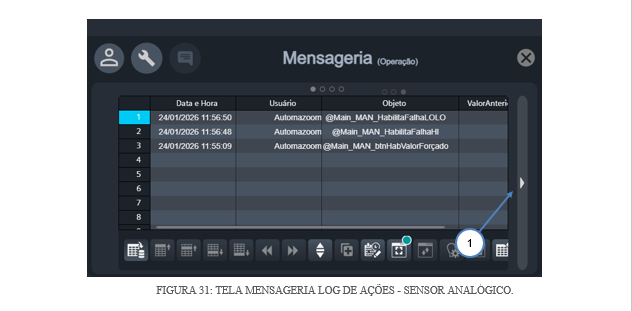 Mensageria (Operação)
Data e Hora Usuário Objeto ValorAnteri
1 24/01/2026 11:56:50 Automazoom @Main_MAN_HabilitaFalhaLOLO
2 24/01/2026 11:56:48 Automazoom @Main_MAN_HabilitaFalhaHI
3 24/01/2026 11:55:09 Automazoom @Main_MAN_btnHabValorForçado
4
5
6
7
8
1
FIGURA 31: TELA MENSAGERIA LOG DE AÇÕES - SENSOR ANALÓGICO.